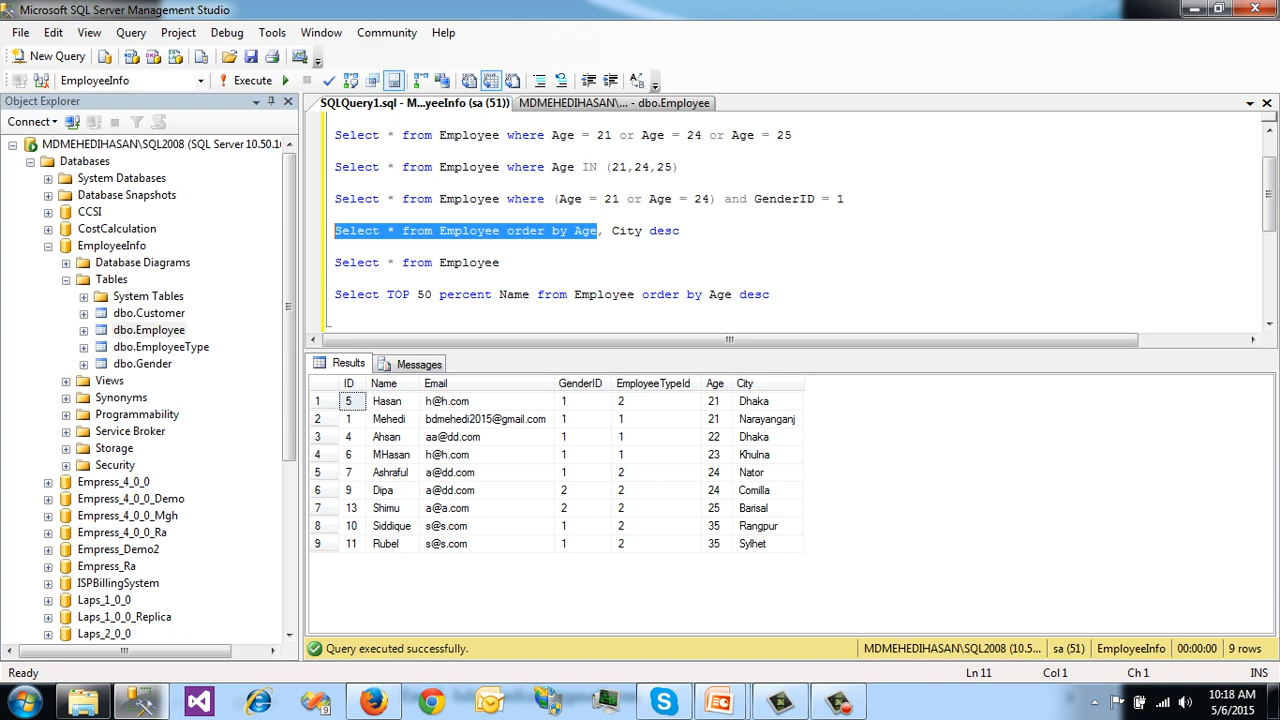 Microsoft SQL Server Management Studio
File Edit View Query Project Debug Tools Window Community Help
New Query
EmployeeInfo Execute
Object Explorer
SQLQuery1.sql - M...yeeInfo (sa (51)) MDMEHEDIHASAN\... - dbo.Employee
Connect
MDMEHEDIHASAN\SQL2008 (SQL Server 10.50.16
Databases
System Databases
Database Snapshots
CCSI
CostCalculation
EmployeeInfo
Database Diagrams
Tables
System Tables
dbo.Customer
dbo.Employee
dbo.EmployeeType
dbo.Gender
Views
Synonyms
Programmability
Service Broker
Storage
Security
Empress_4_0_0
Empress_4_0_0_Demo
Empress_4_0_0_Mgh
Empress_4_0_0_Ra
Empress_Demo2
Empress_Ra
ISPBillingSystem
Laps_1_0_0
Laps_1_0_0_Replica
Laps_2_0_0
Select * from Employee where Age = 21 or Age = 24 or Age = 25
Select * from Employee where Age IN (21,24,25)
Select * from Employee where (Age = 21 or Age = 24) and GenderID = 1
Select * from Employee order by Age, City desc
Select * from Employee
Select TOP 50 percent Name from Employee order by Age desc
Results Messages
ID Name Email GenderID EmployeeTypeId Age City
1 5 Hasan h@h.com 1 2 21 Dhaka
2 1 Mehedi bdmehedi2015@gmail.com 1 1 21 Narayanganj
3 4 Ahsan aa@dd.com 1 1 22 Dhaka
4 6 MHasan h@h.com 1 1 23 Khulna
5 7 Ashraful a@dd.com 1 2 24 Nator
6 9 Dipa a@dd.com 2 2 24 Comilla
7 13 Shimu a@a.com 2 2 25 Barisal
8 10 Siddique s@s.com 1 2 35 Rangpur
9 11 Rubel s@s.com 1 2 35 Sylhet
Query executed successfully. MDMEHEDIHASAN\SQL2008 (10.5... sa (51) EmployeeInfo 00:00:00 9 rows
Ready Ln 11 Col 1 Ch 1 INS
10:18 AM
5/6/2015